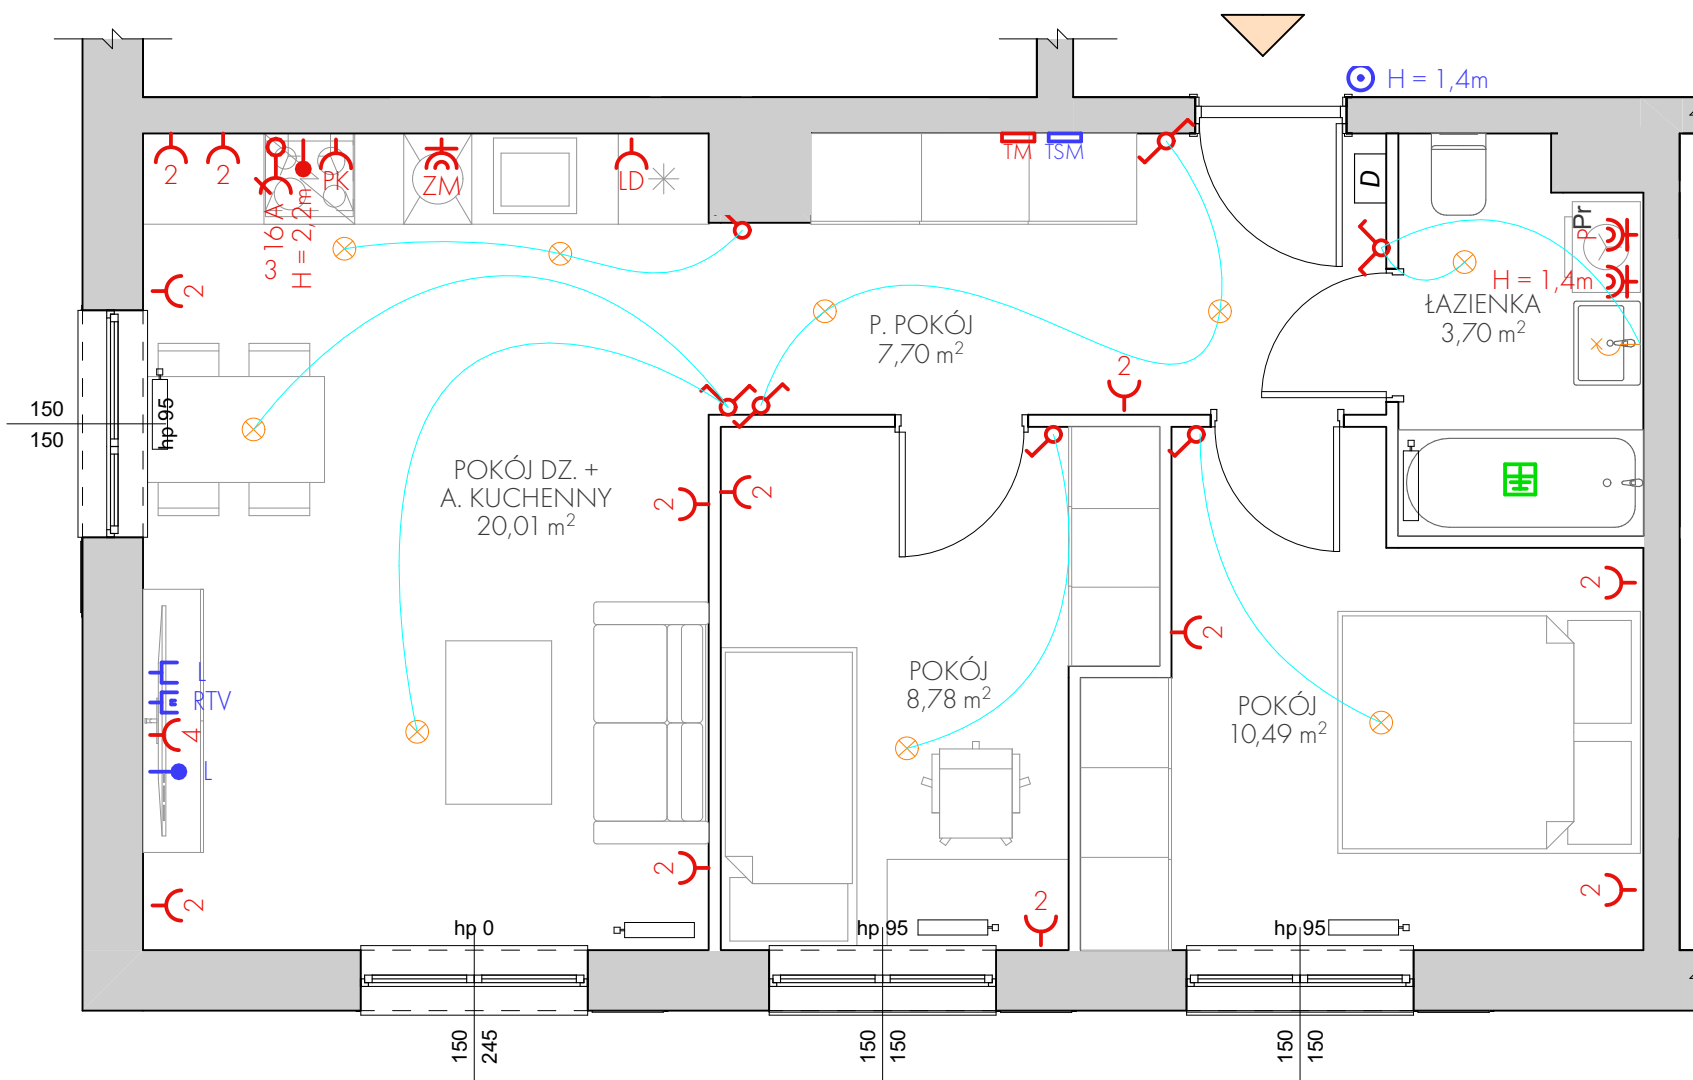 H = 1,4m
TM
TSM
2
2
PK
ZM
LD
D
Pr
P
3 16 A
H = 2,2m
H = 1,4m
ŁAZIENKA
3,70 m²
2
P. POKÓJ
7,70 m²
2
150
150
hp 95
POKÓJ DZ. +
A. KUCHENNY
20,01 m²
2
2
2
2
L
RTV
4
L
POKÓJ
8,78 m²
POKÓJ
10,49 m²
2
2
2
2
2
hp 0
hp 95
hp 95
150
245
150
150
150
150